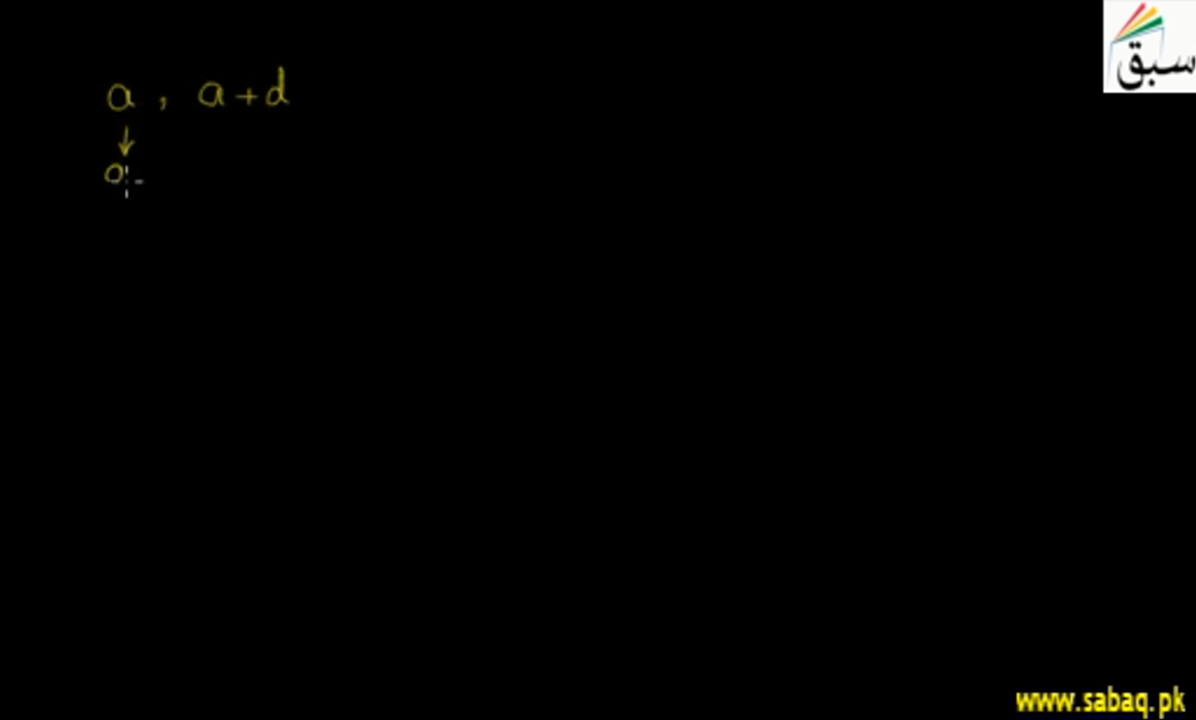 سبق
a , a+d
↓
a
www.sabaq.pk